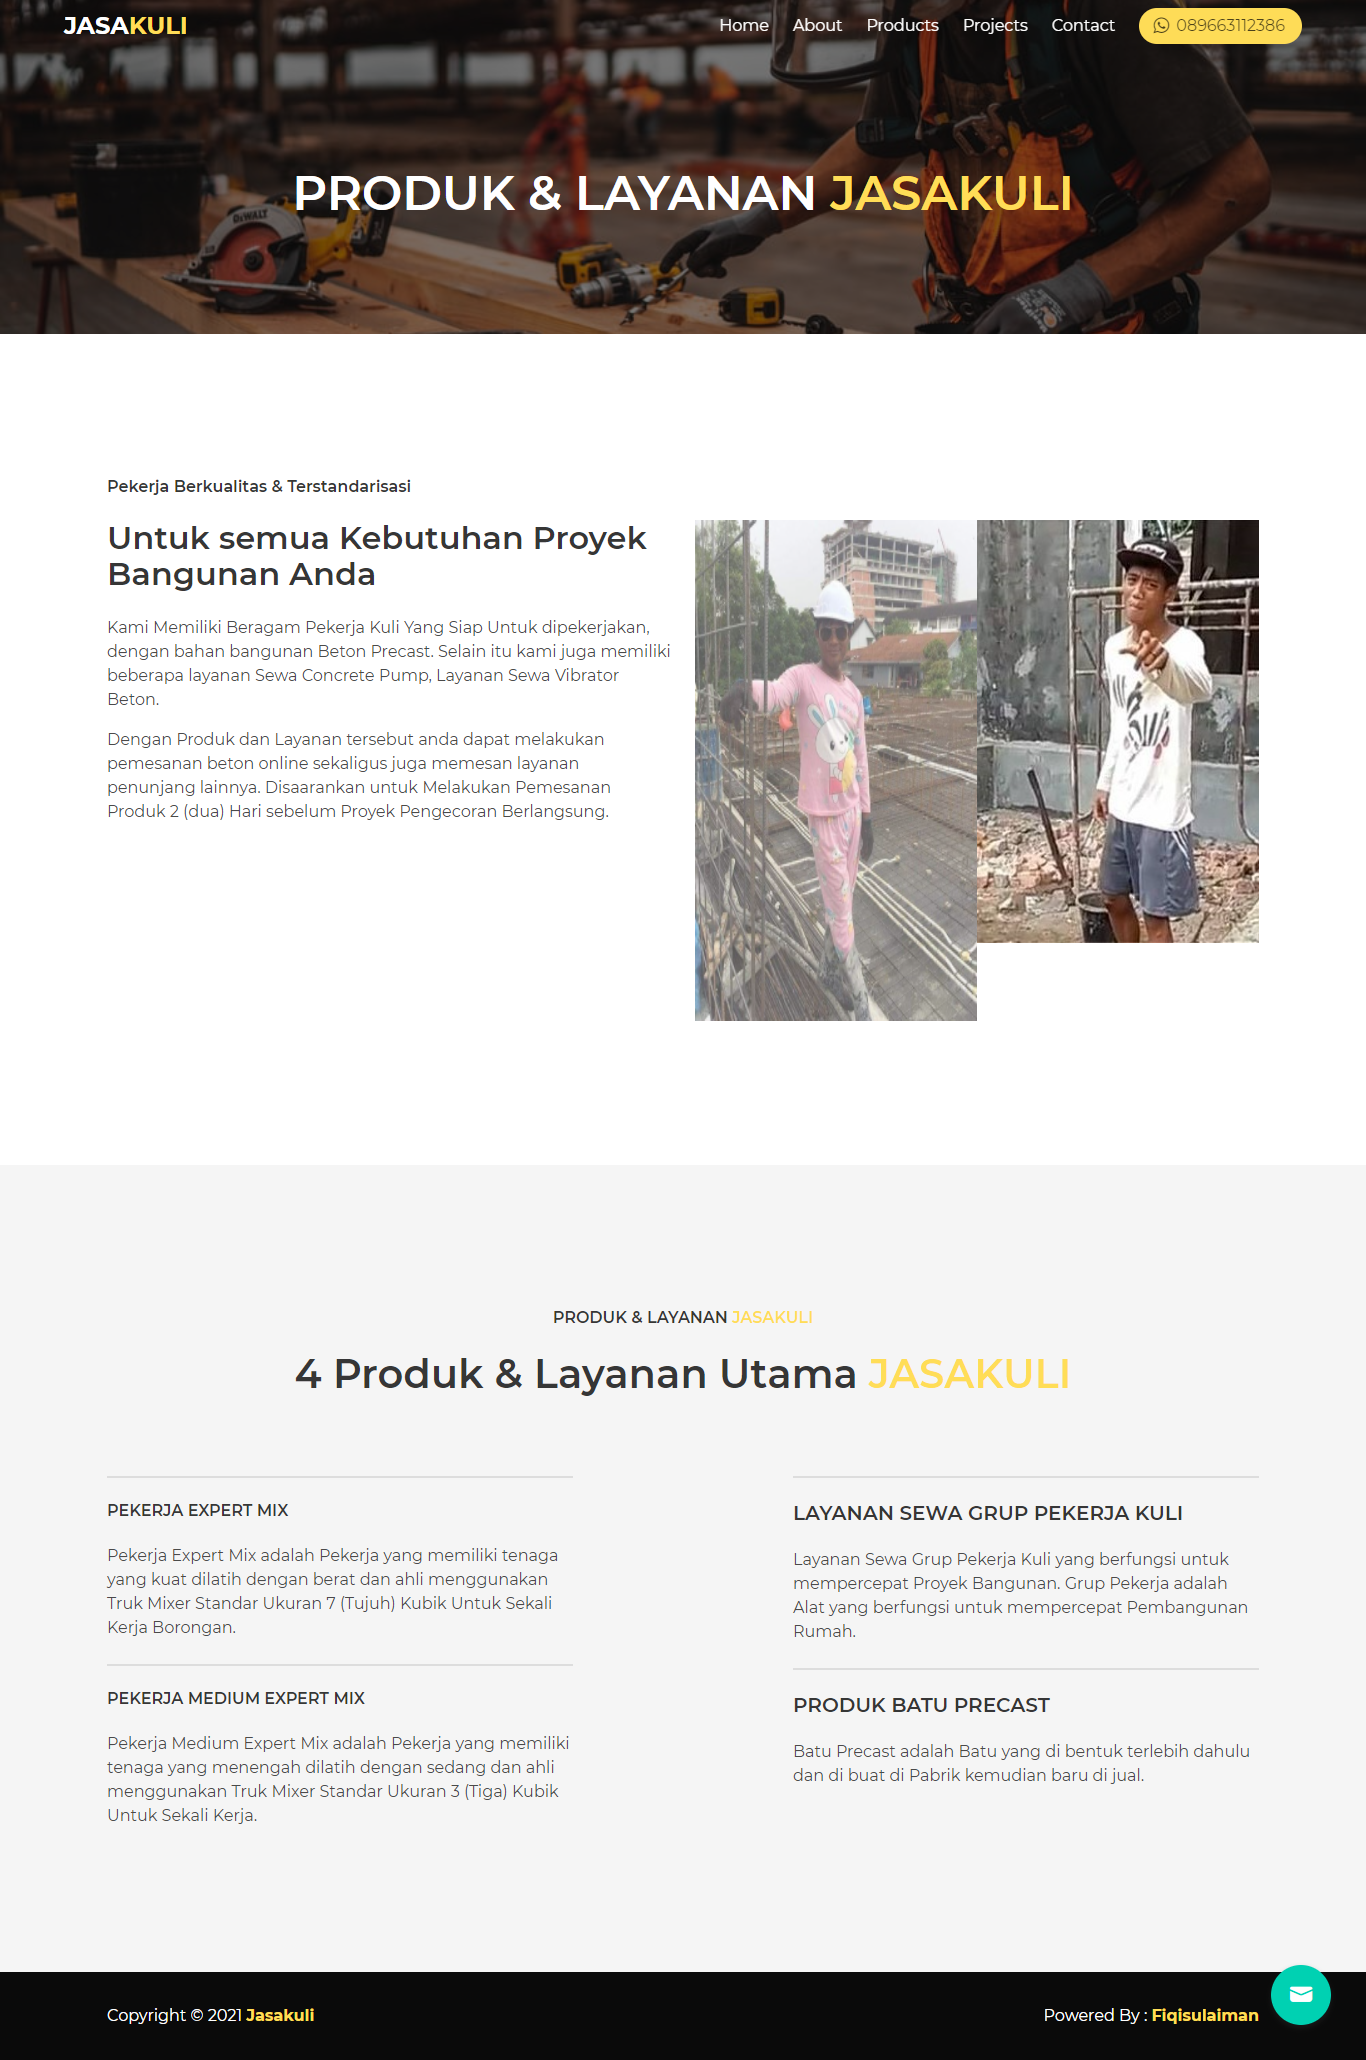 JASAKULI
Home About Products Projects Contact 089663112386
PRODUK & LAYANAN JASAKULI
DEWALT
Pekerja Berkualitas & Terstandarisasi
Untuk semua Kebutuhan Proyek
Bangunan Anda
Kami Memiliki Beragam Pekerja Kuli Yang Siap Untuk dipekerjakan,
dengan bahan bangunan Beton Precast. Selain itu kami juga memiliki
beberapa layanan Sewa Concrete Pump, Layanan Sewa Vibrator
Beton.
Dengan Produk dan Layanan tersebut anda dapat melakukan
pemesanan beton online sekaligus juga memesan layanan
penunjang lainnya. Disaarankan untuk Melakukan Pemesanan
Produk 2 (dua) Hari sebelum Proyek Pengecoran Berlangsung.
PRODUK & LAYANAN JASAKULI
4 Produk & Layanan Utama JASAKULI
PEKERJA EXPERT MIX
Pekerja Expert Mix adalah Pekerja yang memiliki tenaga
yang kuat dilatih dengan berat dan ahli menggunakan
Truk Mixer Standar Ukuran 7 (Tujuh) Kubik Untuk Sekali
Kerja Borongan.
PEKERJA MEDIUM EXPERT MIX
Pekerja Medium Expert Mix adalah Pekerja yang memiliki
tenaga yang menengah dilatih dengan sedang dan ahli
menggunakan Truk Mixer Standar Ukuran 3 (Tiga) Kubik
Untuk Sekali Kerja.
LAYANAN SEWA GRUP PEKERJA KULI
Layanan Sewa Grup Pekerja Kuli yang berfungsi untuk
mempercepat Proyek Bangunan. Grup Pekerja adalah
Alat yang berfungsi untuk mempercepat Pembangunan
Rumah.
PRODUK BATU PRECAST
Batu Precast adalah Batu yang di bentuk terlebih dahulu
dan di buat di Pabrik kemudian baru di jual.
Copyright © 2021 Jasakuli
Powered By : Fiqisulaiman